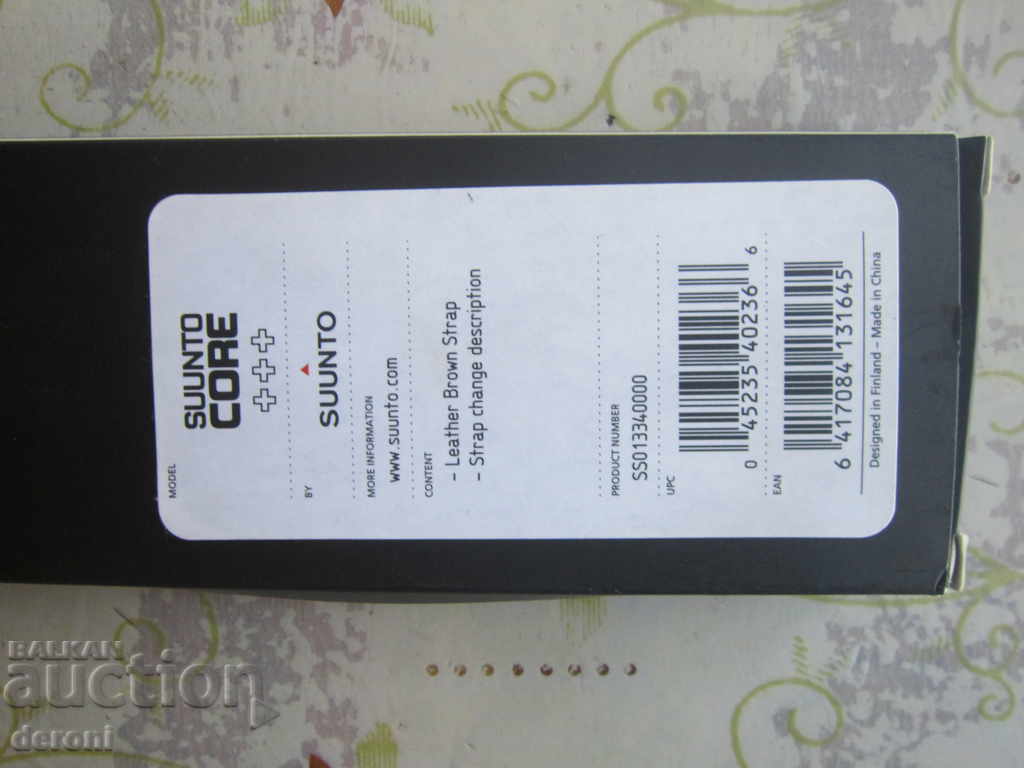 MODEL
SUUNTO
CORE
BY
SUUNTO
MORE INFORMATION
www.suunto.com
CONTENT
- Leather Brown Strap
- Strap change description
PRODUCT NUMBER
SS013340000
UPC
0 45235 40236 6
EAN
6 417084 131645
Designed in Finland – Made in China
BALKAN
auction
deroni